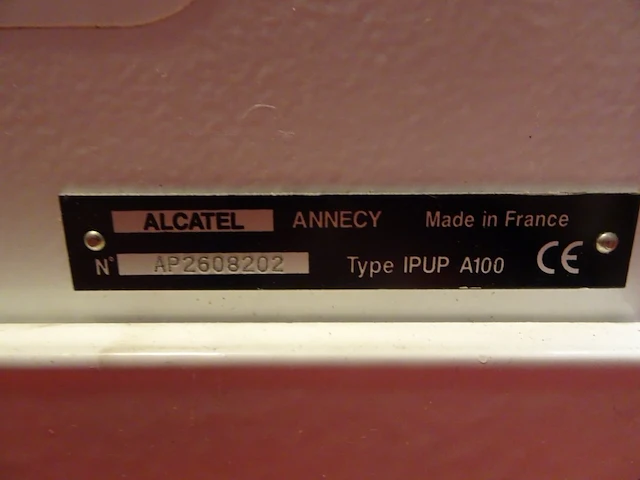 ALCATEL ANNECY Made in France
N° AP2608202 Type IPUP A100 CE